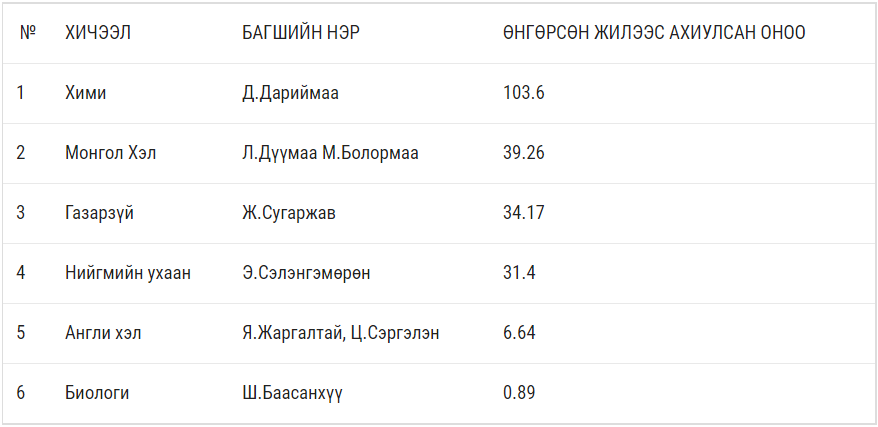 № ХИЧЭЭЛ БАГШИЙН НЭР ӨНГӨРСӨН ЖИЛЭЭС АХИУЛСАН ОНОО
1 Хими Д.Дариймаа 103.6
2 Монгол Хэл Л.Дүүмаа М.Болормаа 39.26
3 Газарзүй Ж.Сугаржав 34.17
4 Нийгмийн ухаан Э.Сэлэнгэмөрөн 31.4
5 Англи хэл Я.Жаргалтай, Ц.Сэргэлэн 6.64
6 Биологи Ш.Баасанхүү 0.89